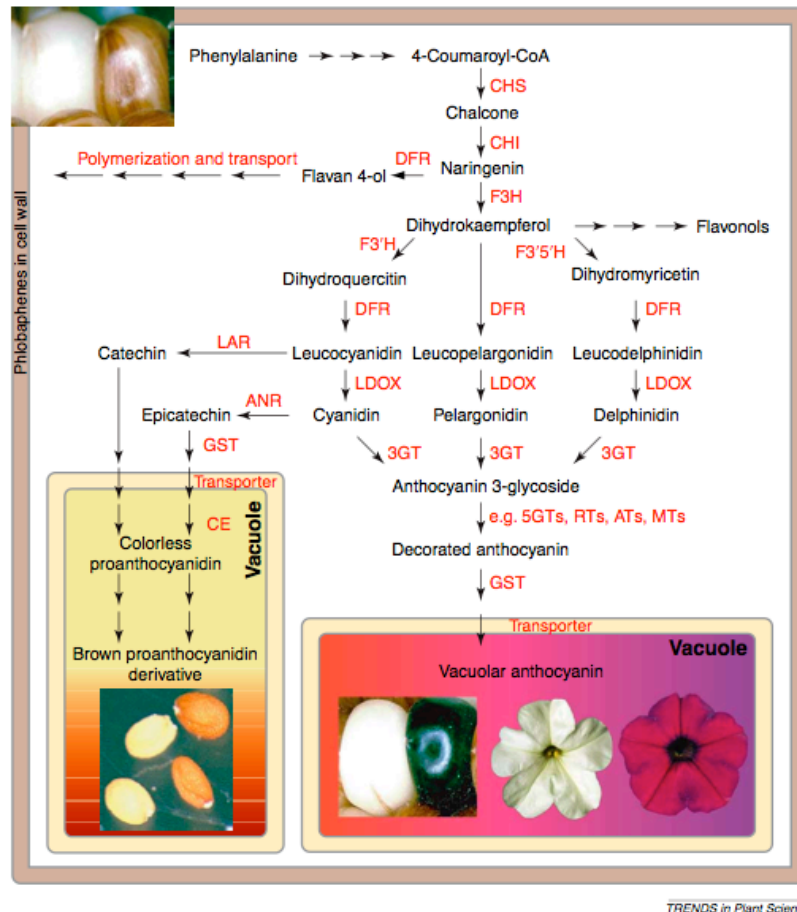 Phenylalanine 4-Coumaroyl-CoA
CHS
Chalcone
CHI
Polymerization and transport DFR Naringenin
Flavan 4-ol
F3H
Dihydrokaempferol Flavonols
F3'H F3'5'H
Dihydroquercitin Dihydromyricetin
DFR DFR DFR
LAR
Catechin Leucocyanidin Leucopelargonidin Leucodelphinidin
LDOX LDOX LDOX
ANR
Epicatechin Cyanidin Pelargonidin Delphinidin
GST 3GT 3GT 3GT
Transporter Anthocyanin 3-glycoside
CE e.g. 5GTs, RTs, ATs, MTs
Colorless
proanthocyanidin
Vacuole
Decorated anthocyanin
GST
Transporter
Brown proanthocyanidin
derivative
Vacuole
Vacuolar anthocyanin
Phlobaphenes in cell wall
TRENDS in Plant